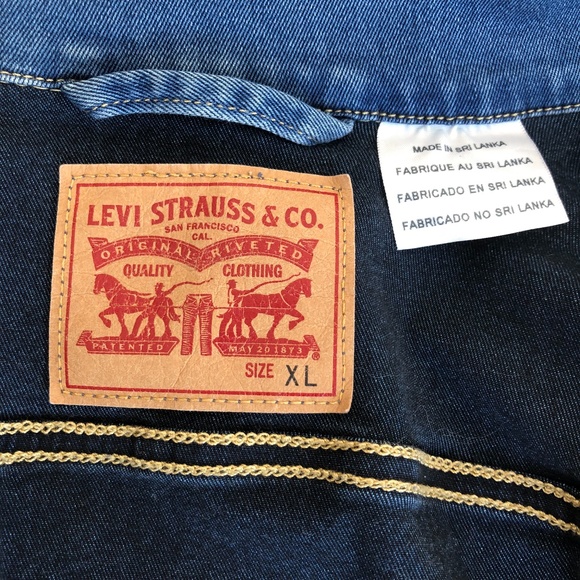 LEVI STRAUSS & CO.
SAN FRANCISCO
CAL.
ORIGINAL RIVETED
QUALITY CLOTHING
PATENTED MAY 20 1873 ®
SIZE XL
MADE IN SRI LANKA
FABRIQUE AU SRI LANKA
FABRICADO EN SRI LANKA
FABRICADO NO SRI LANKA